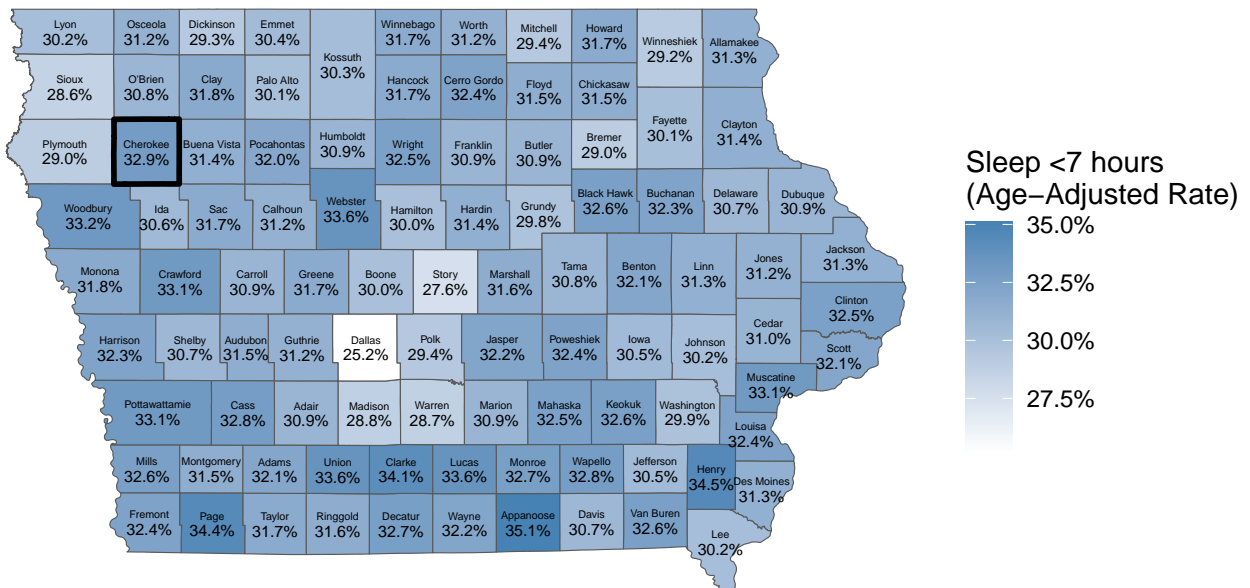 Lyon
30.2%
Osceola
31.2%
Dickinson
29.3%
Emmet
30.4%
Kossuth
30.3%
Winnebago
31.7%
Worth
31.2%
Mitchell
29.4%
Howard
31.7%
Winneshiek
29.2%
Allamakee
31.3%
Sioux
28.6%
O'Brien
30.8%
Clay
31.8%
Palo Alto
30.1%
Hancock
31.7%
Cerro Gordo
32.4%
Floyd
31.5%
Chickasaw
31.5%
Fayette
30.1%
Clayton
31.4%
Plymouth
29.0%
Cherokee
32.9%
Buena Vista
31.4%
Pocahontas
32.0%
Humboldt
30.9%
Wright
32.5%
Franklin
30.9%
Butler
30.9%
Bremer
29.0%
Woodbury
33.2%
Ida
30.6%
Sac
31.7%
Calhoun
31.2%
Webster
33.6%
Hamilton
30.0%
Hardin
31.4%
Grundy
29.8%
Black Hawk
32.6%
Buchanan
32.3%
Delaware
30.7%
Dubuque
30.9%
Monona
31.8%
Crawford
33.1%
Carroll
30.9%
Greene
31.7%
Boone
30.0%
Story
27.6%
Marshall
31.6%
Tama
30.8%
Benton
32.1%
Linn
31.3%
Jones
31.2%
Jackson
31.3%
Clinton
32.5%
Harrison
32.3%
Shelby
30.7%
Audubon
31.5%
Guthrie
31.2%
Dallas
25.2%
Polk
29.4%
Jasper
32.2%
Poweshiek
32.4%
Iowa
30.5%
Johnson
30.2%
Cedar
31.0%
Scott
32.1%
Muscatine
33.1%
Pottawattamie
33.1%
Cass
32.8%
Adair
30.9%
Madison
28.8%
Warren
28.7%
Marion
30.9%
Mahaska
32.5%
Keokuk
32.6%
Washington
29.9%
Louisa
32.4%
Mills
32.6%
Montgomery
31.5%
Adams
32.1%
Union
33.6%
Clarke
34.1%
Lucas
33.6%
Monroe
32.7%
Wapello
32.8%
Jefferson
30.5%
Henry
34.5%
Des Moines
31.3%
Fremont
32.4%
Page
34.4%
Taylor
31.7%
Ringgold
31.6%
Decatur
32.7%
Wayne
32.2%
Appanoose
35.1%
Davis
30.7%
Van Buren
32.6%
Lee
30.2%
Sleep <7 hours
(Age−Adjusted Rate)
35.0%
32.5%
30.0%
27.5%